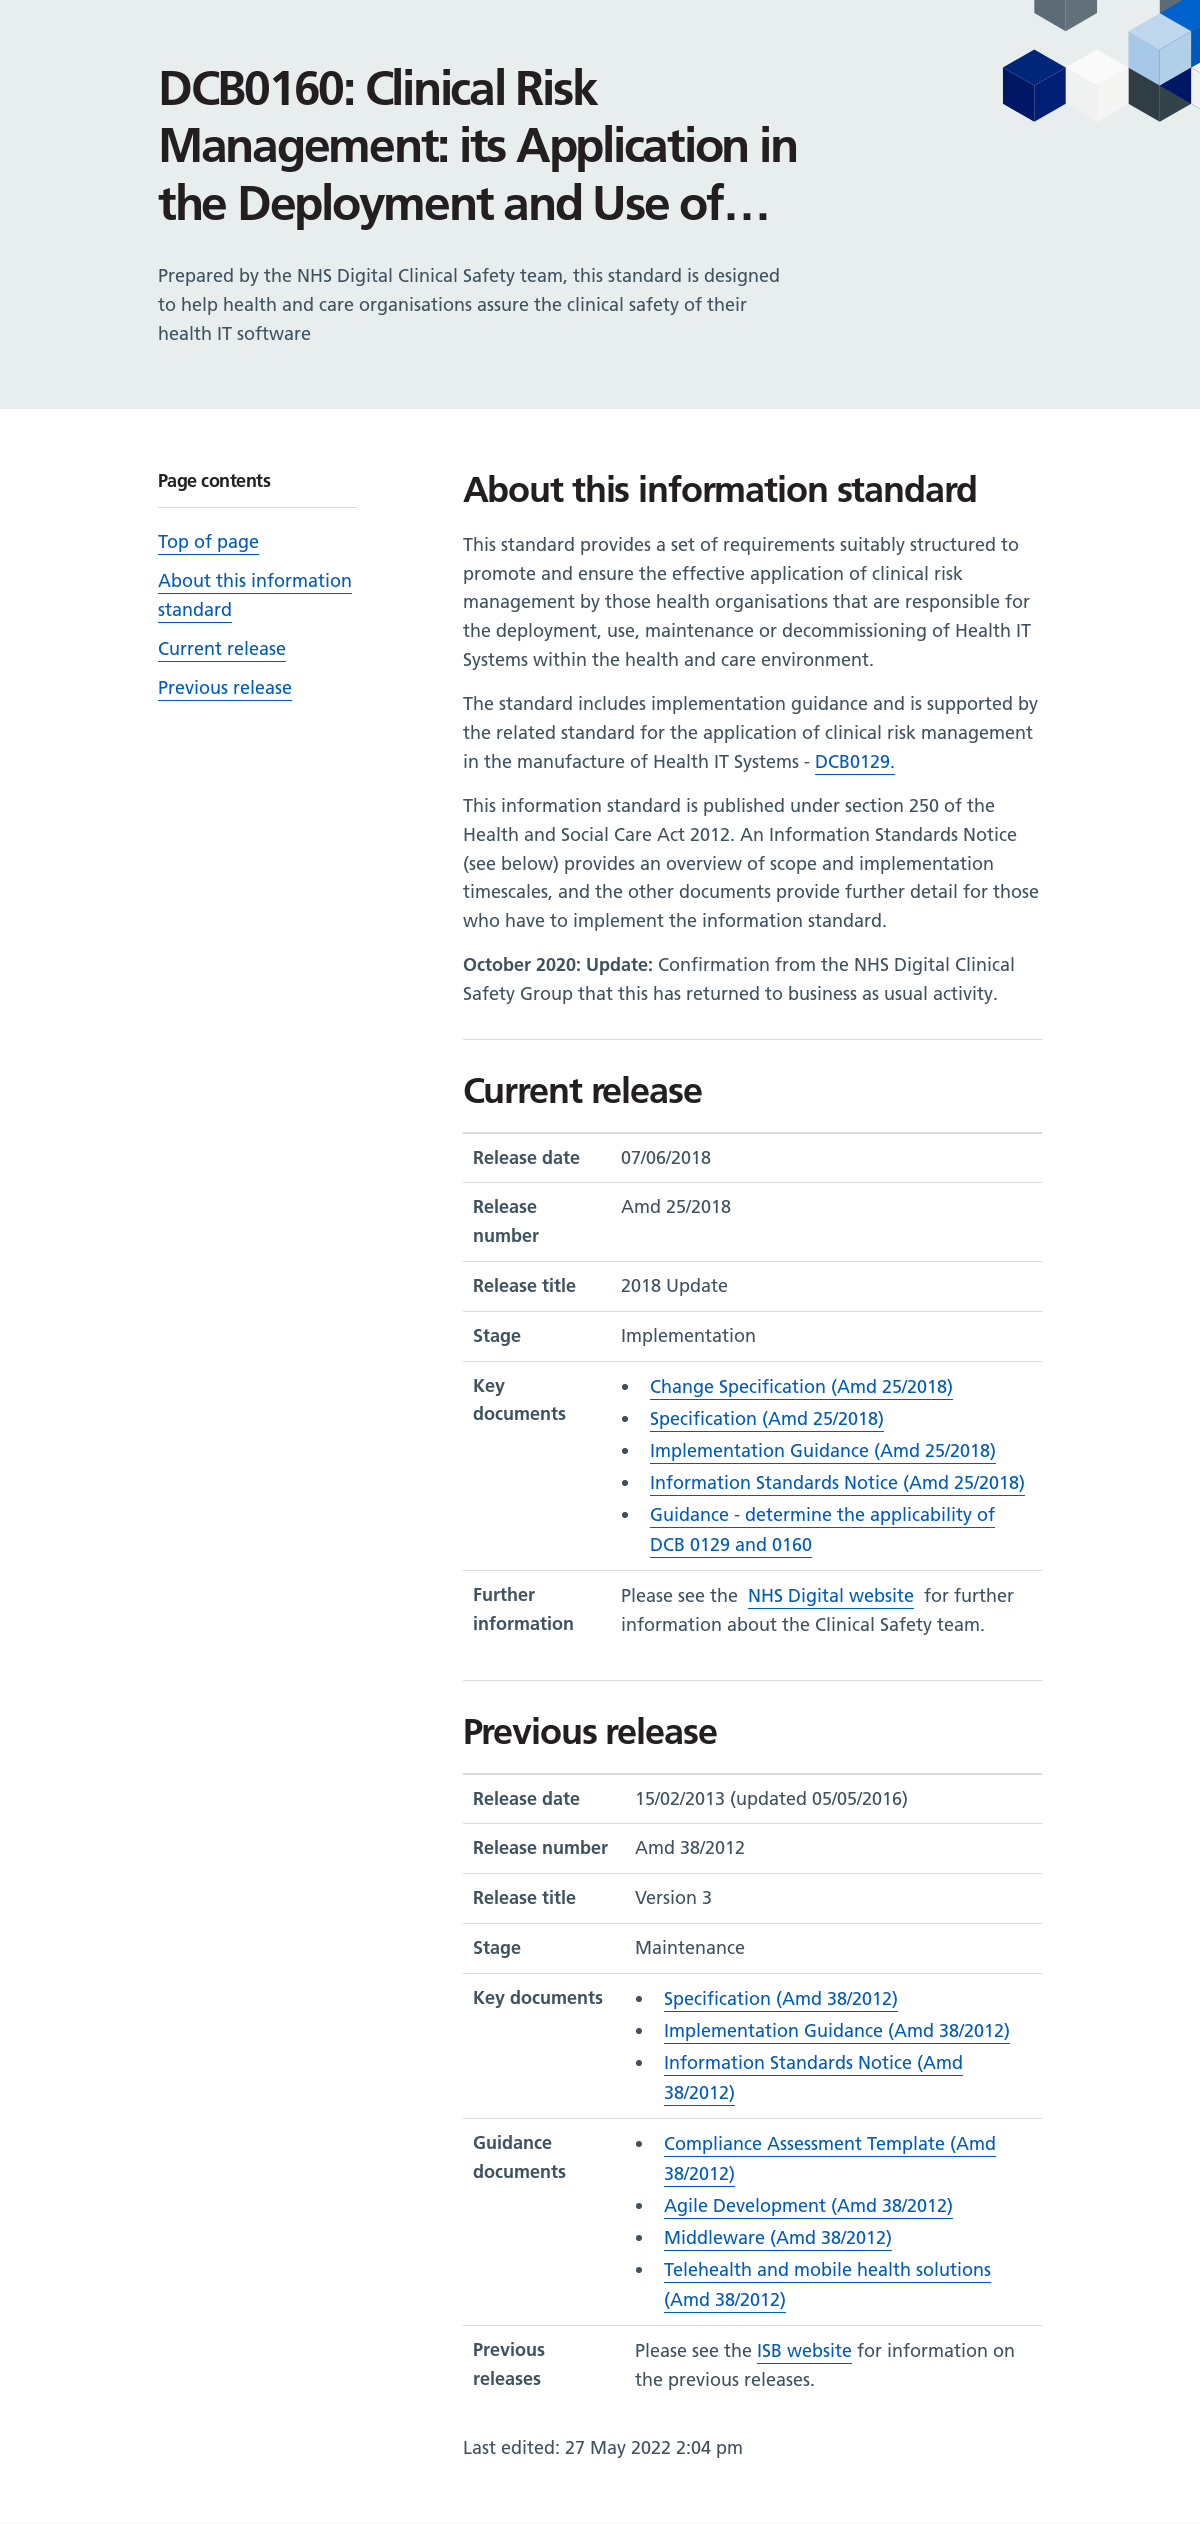 DCB0160: Clinical Risk
Management: its Application in
the Deployment and Use of…
Prepared by the NHS Digital Clinical Safety team, this standard is designed
to help health and care organisations assure the clinical safety of their
health IT software
Page contents
Top of page
About this information
standard
Current release
Previous release
About this information standard
This standard provides a set of requirements suitably structured to
promote and ensure the effective application of clinical risk
management by those health organisations that are responsible for
the deployment, use, maintenance or decommissioning of Health IT
Systems within the health and care environment.
The standard includes implementation guidance and is supported by
the related standard for the application of clinical risk management
in the manufacture of Health IT Systems - DCB0129.
This information standard is published under section 250 of the
Health and Social Care Act 2012. An Information Standards Notice
(see below) provides an overview of scope and implementation
timescales, and the other documents provide further detail for those
who have to implement the information standard.
October 2020: Update: Confirmation from the NHS Digital Clinical
Safety Group that this has returned to business as usual activity.
Current release
Release date 07/06/2018
Release Amd 25/2018
number
Release title 2018 Update
Stage Implementation
Key • Change Specification (Amd 25/2018)
documents • Specification (Amd 25/2018)
• Implementation Guidance (Amd 25/2018)
• Information Standards Notice (Amd 25/2018)
• Guidance - determine the applicability of
DCB 0129 and 0160
Further Please see the NHS Digital website for further
information information about the Clinical Safety team.
Previous release
Release date 15/02/2013 (updated 05/05/2016)
Release number Amd 38/2012
Release title Version 3
Stage Maintenance
Key documents • Specification (Amd 38/2012)
• Implementation Guidance (Amd 38/2012)
• Information Standards Notice (Amd
38/2012)
Guidance • Compliance Assessment Template (Amd
documents 38/2012)
• Agile Development (Amd 38/2012)
• Middleware (Amd 38/2012)
• Telehealth and mobile health solutions
(Amd 38/2012)
Previous Please see the ISB website for information on
releases the previous releases.
Last edited: 27 May 2022 2:04 pm